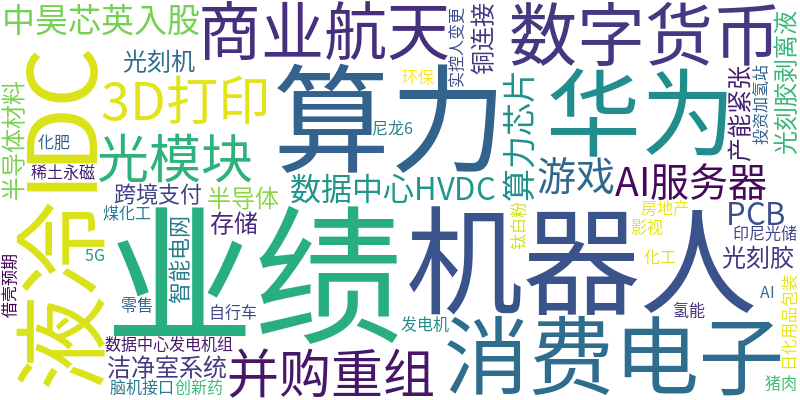 中昊芯英入股
商业航天
实控人变更
铜连接
数字货币
光刻胶剥离液
光刻机
环保
算力
华为
产能紧张
投资加氢站
IDC
3D打印
半导体材料
化肥
尼龙6
算力芯片
光模块
稀土永磁
跨境支付
半导体
数据中心HVDC
游戏
AI服务器
液冷
煤化工
存储
业绩
机器人
钛白粉
房地产
影视
PCB
印尼光储
5G
智能电网
化工
光刻胶
借壳预期
零售
自行车
氢能
AI
日化用品包装
发电机
数据中心发电机组
消费电子
洁净室系统
并购重组
脑机接口
创新药
猪肉